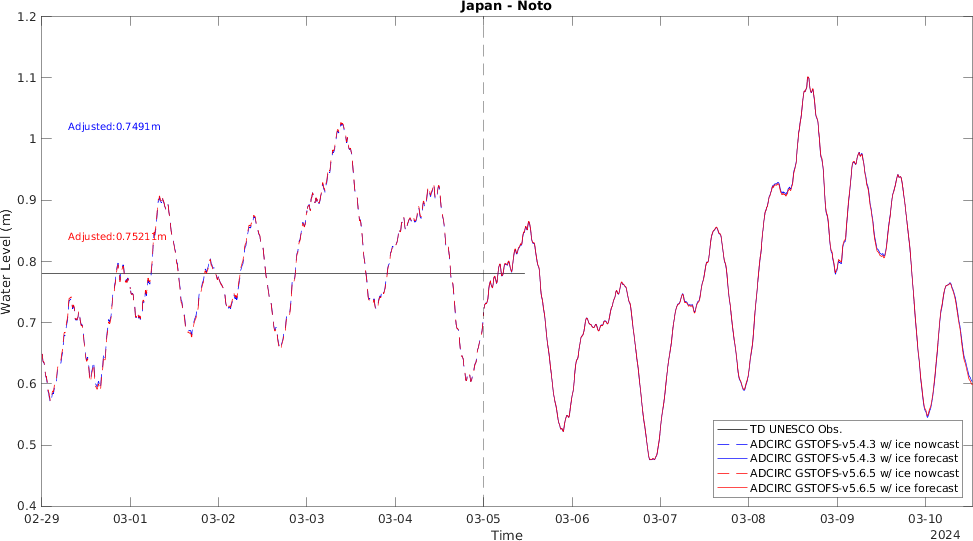 Japan - Noto
1.2
1.1
1
0.9
0.8
0.7
0.6
0.5
0.4
Water Level (m)
Adjusted:0.7491m
Adjusted:0.75211m
TD UNESCO Obs.
ADCIRC GSTOFS-v5.4.3 w/ ice nowcast
ADCIRC GSTOFS-v5.4.3 w/ ice forecast
ADCIRC GSTOFS-v5.6.5 w/ ice nowcast
ADCIRC GSTOFS-v5.6.5 w/ ice forecast
02-29 03-01 03-02 03-03 03-04 03-05 03-06 03-07 03-08 03-09 03-10
Time
2024